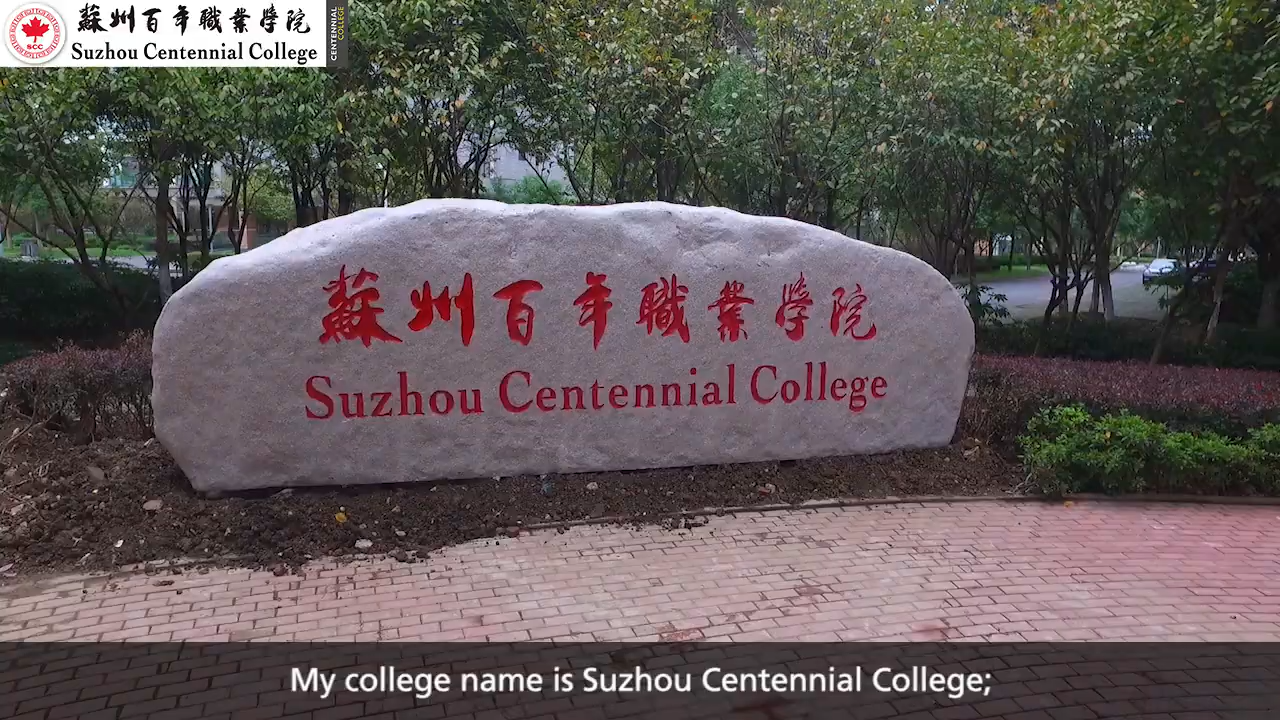 蘇州百年職業學院
Suzhou Centennial College
SCC
CENTENNIAL
COLLEGE
蘇州百年職業學院
Suzhou Centennial College
My college name is Suzhou Centennial College;